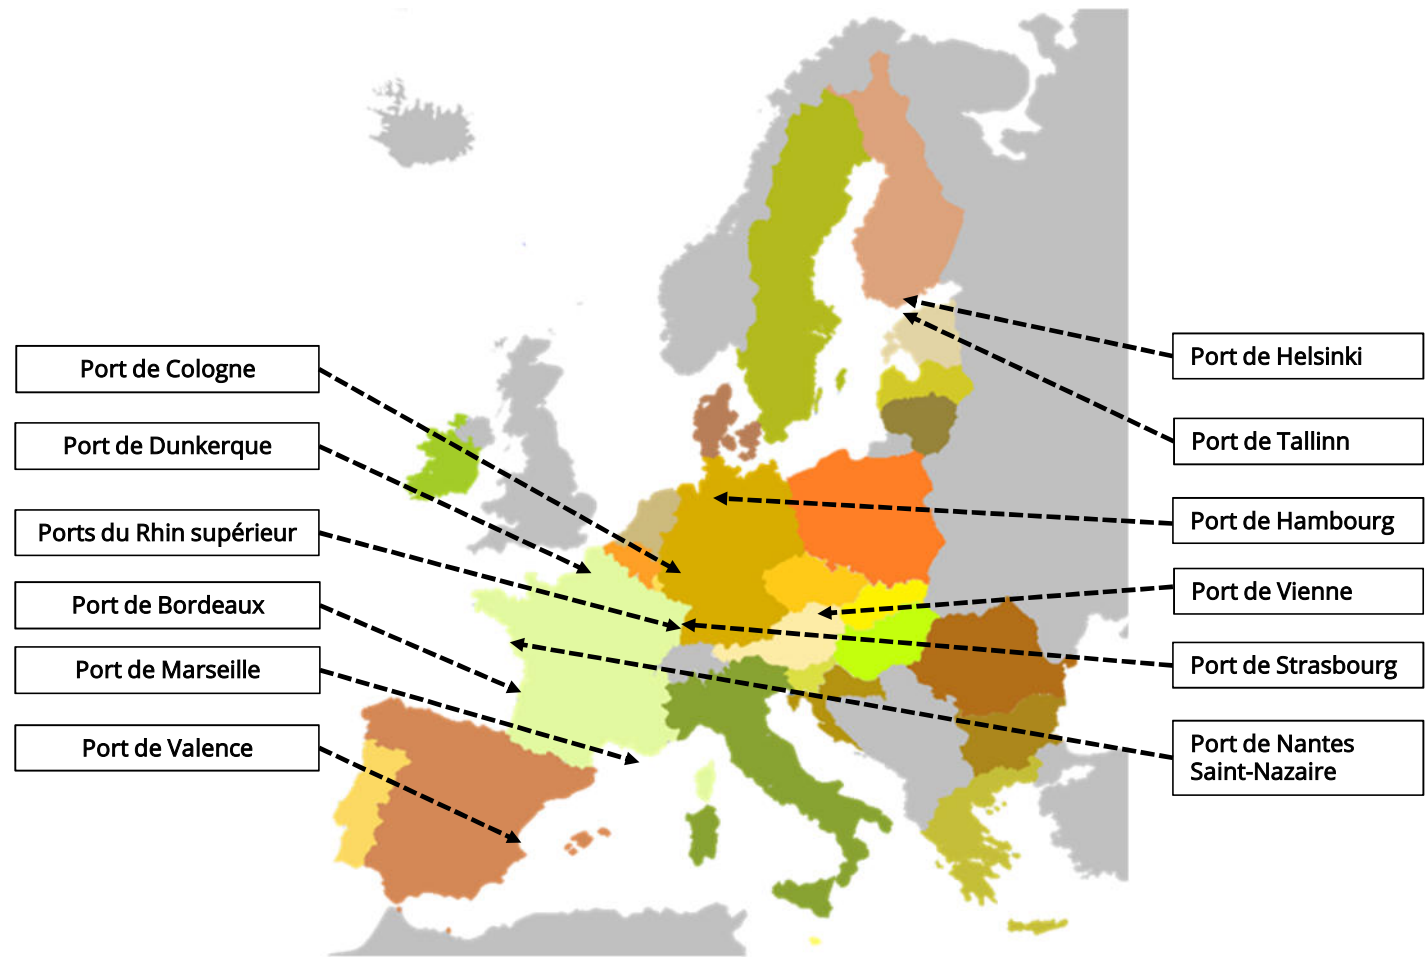 Port de Cologne
Port de Dunkerque
Ports du Rhin supérieur
Port de Bordeaux
Port de Marseille
Port de Valence
Port de Helsinki
Port de Tallinn
Port de Hambourg
Port de Vienne
Port de Strasbourg
Port de Nantes
Saint-Nazaire